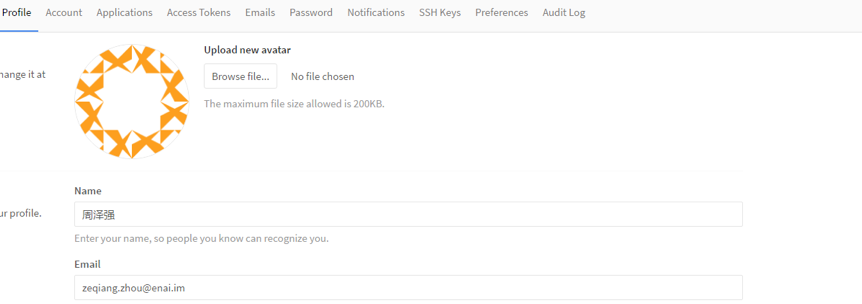 Profile Account Applications Access Tokens Emails Password Notifications SSH Keys Preferences Audit Log
Upload new avatar
hange it at
Browse file... No file chosen
The maximum file size allowed is 200KB.
Name
ur profile.
周泽强
Enter your name, so people you know can recognize you.
Email
zeqiang.zhou@enai.im